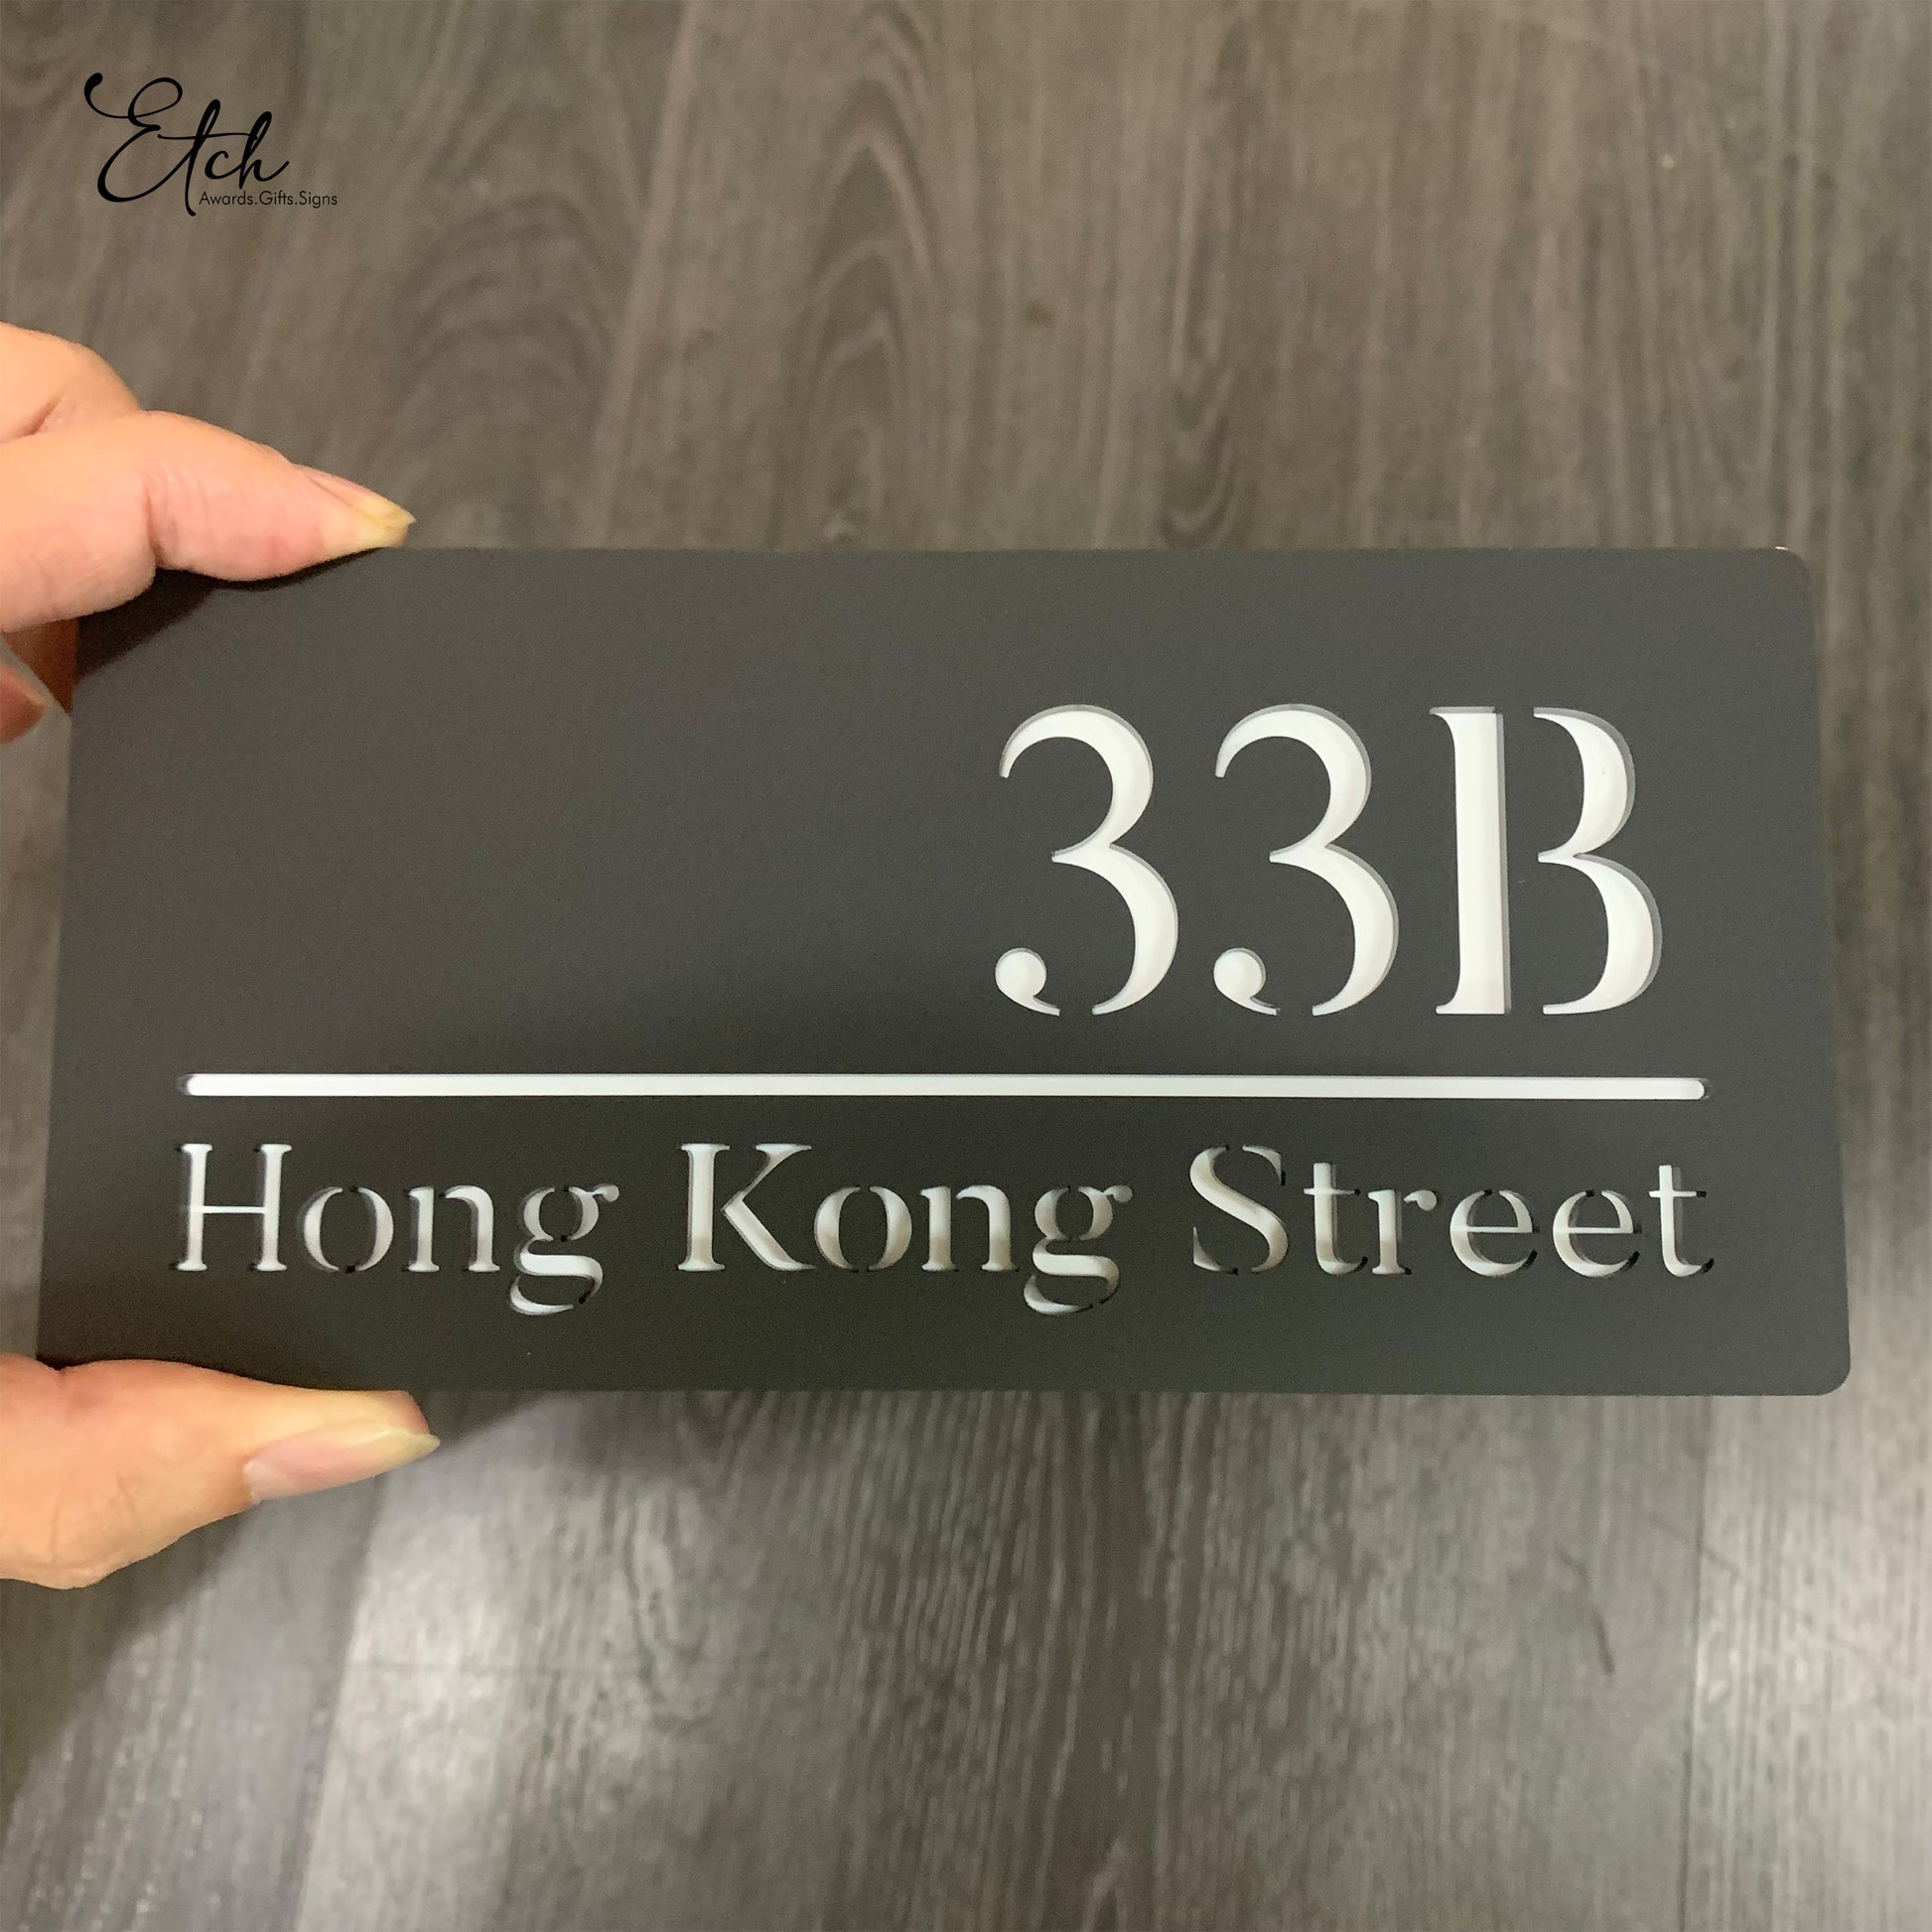 Etch
Awards.Gifts.Signs
33B
Hong Kong Street